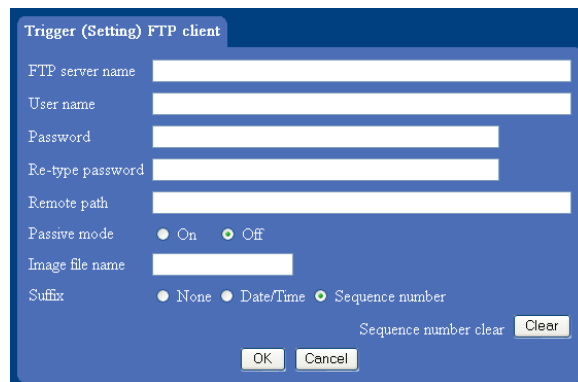 Trigger (Setting) FTP client
FTP server name
User name
Password
Re-type password
Remote path
Passive mode On Off
Image file name
Suffix None Date/Time Sequence number
Sequence number clear Clear
OK Cancel